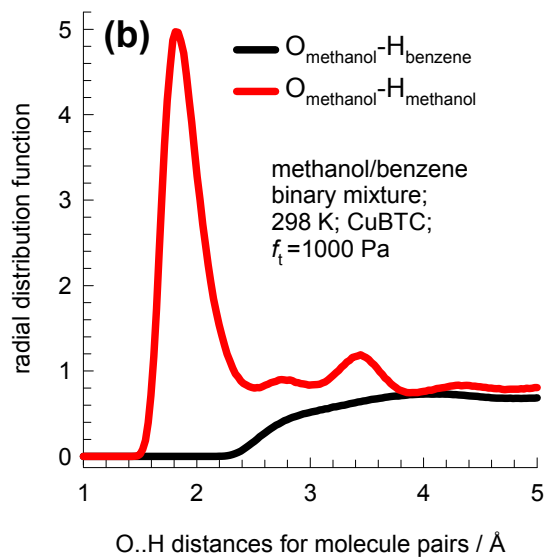 (b)
O_methanol-H_benzene
O_methanol-H_methanol
methanol/benzene
binary mixture;
298 K; CuBTC;
f_t=1000 Pa
radial distribution function
5
4
3
2
1
0
1 2 3 4 5
O..H distances for molecule pairs / Å